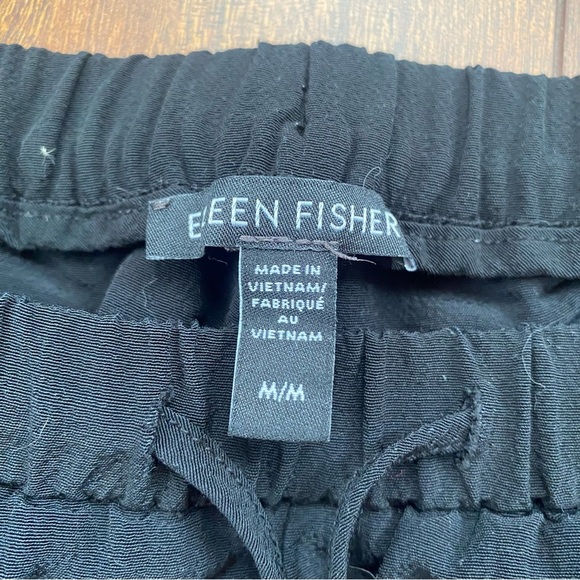 EILEEN FISHER
MADE IN
VIETNAM/
FABRIQUÉ
AU
VIETNAM
M/M